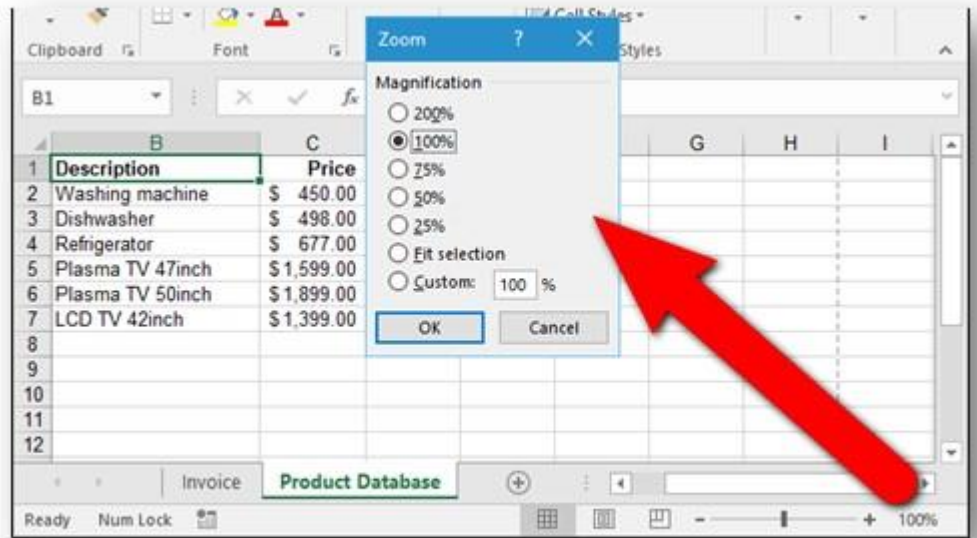 Cell Styles
Clipboard
Font
Styles
Zoom ? ×
Magnification
200%
100%
75%
50%
25%
Fit selection
Custom: 100 %
OK Cancel
B1 fx
B C G H I
1 Description Price
2 Washing machine $ 450.00
3 Dishwasher $ 498.00
4 Refrigerator $ 677.00
5 Plasma TV 47inch $1,599.00
6 Plasma TV 50inch $1,899.00
7 LCD TV 42inch $1,399.00
8
9
10
11
12
Invoice Product Database
Ready Num Lock 100%